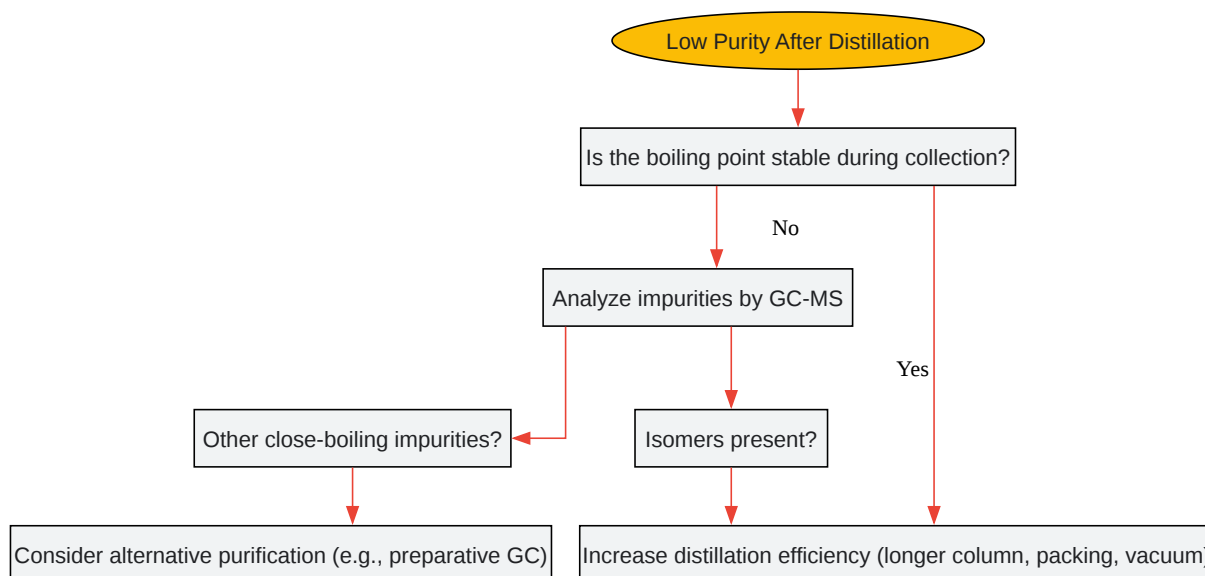 Low Purity After Distillation
Is the boiling point stable during collection?
No
Analyze impurities by GC-MS
Yes
Other close-boiling impurities?
Isomers present?
Consider alternative purification (e.g., preparative GC)
Increase distillation efficiency (longer column, packing, vacuum)